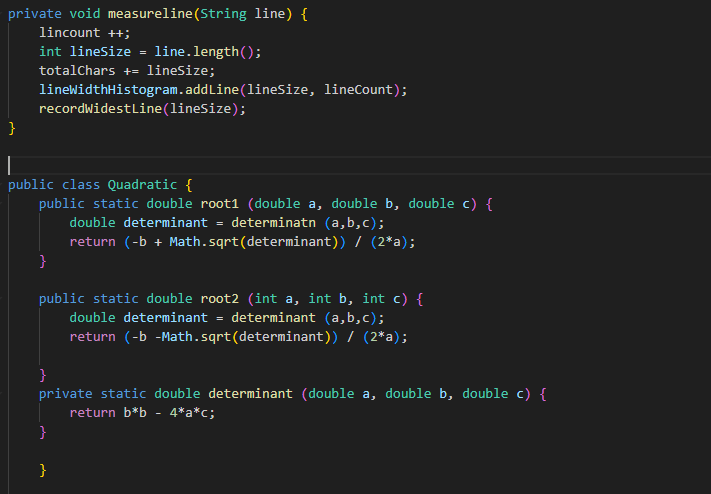 private void measureline(String line) {
lincount ++;
int lineSize = line.length();
totalChars += lineSize;
lineWidthHistogram.addLine(lineSize, lineCount);
recordWidestLine(lineSize);
}
public class Quadratic {
public static double root1 (double a, double b, double c) {
double determinant = determinatn (a,b,c);
return (-b + Math.sqrt(determinant)) / (2*a);
}
public static double root2 (int a, int b, int c) {
double determinant = determinant (a,b,c);
return (-b -Math.sqrt(determinant)) / (2*a);
}
private static double determinant (double a, double b, double c) {
return b*b - 4*a*c;
}
}